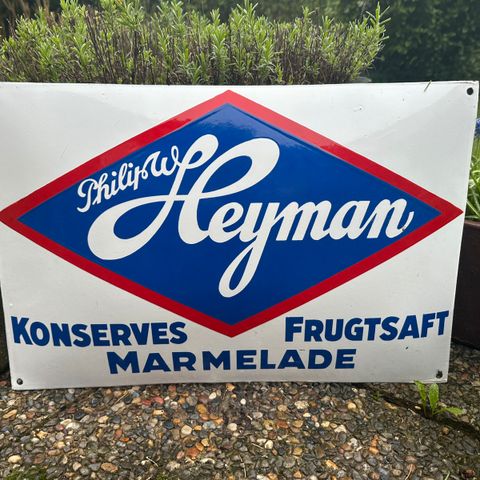 Philip W Heyman
KONSERVES FRUGTSAFT
MARMELADE